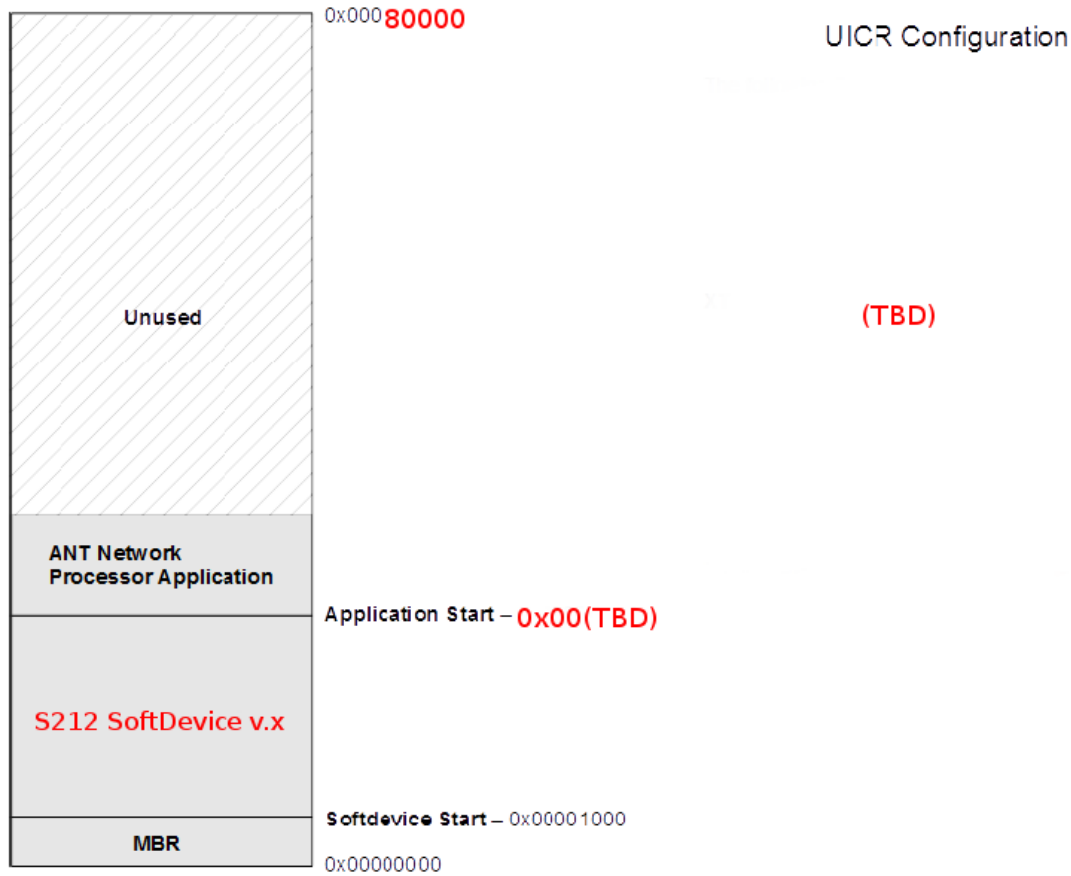 0x00080000
UICR Configuration
Unused
(TBD)
ANT Network
Processor Application
Application Start – 0x00(TBD)
S212 SoftDevice v.x
Softdevice Start – 0x00001000
MBR
0x00000000